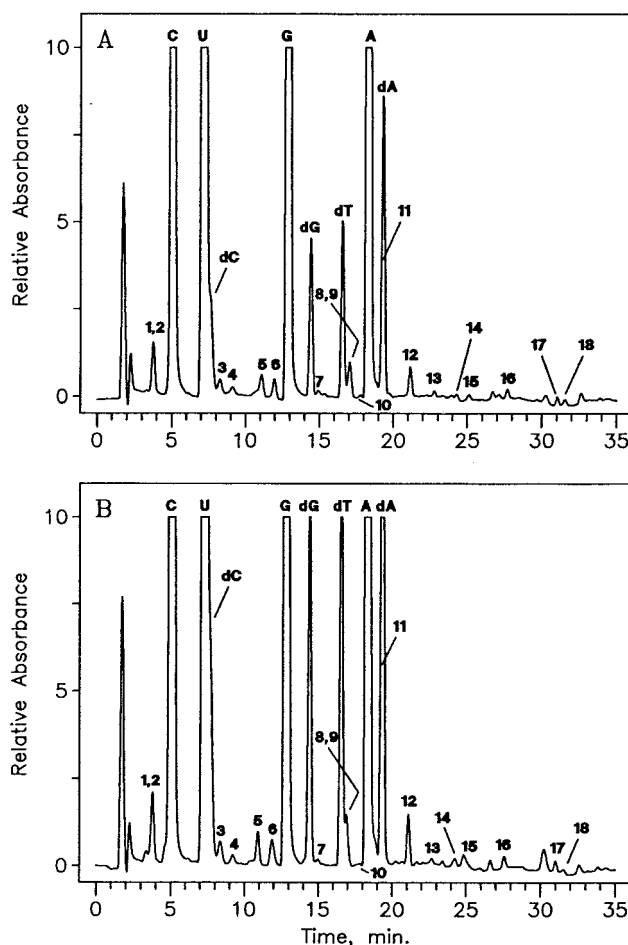 A
C U G A
dA
dG dT 11
dC
8,9
1,2
3 4 5 6 7
10
12 13 14 15 16 17 18
10
5
0
Relative Absorbance
0 5 10 15 20 25 30 35
B
C U G dG dT A dA
dC
11
8,9
1,2
3 4 5 6 7
10
12 13 14 15 16 17 18
10
5
0
Relative Absorbance
0 5 10 15 20 25 30 35
Time, min.